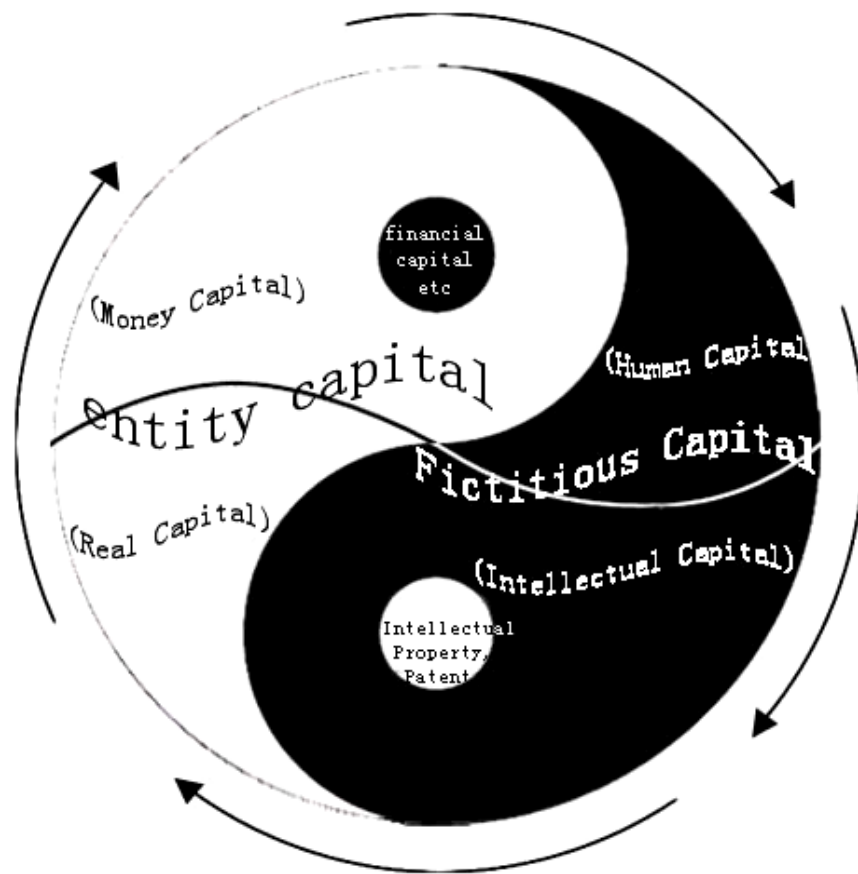 financial
capital
etc
(Money Capital)
(Human Capital
entity capital
Fictitious Capital
(Real Capital)
(Intellectual Capital)
Intellectual
Property,
Patent